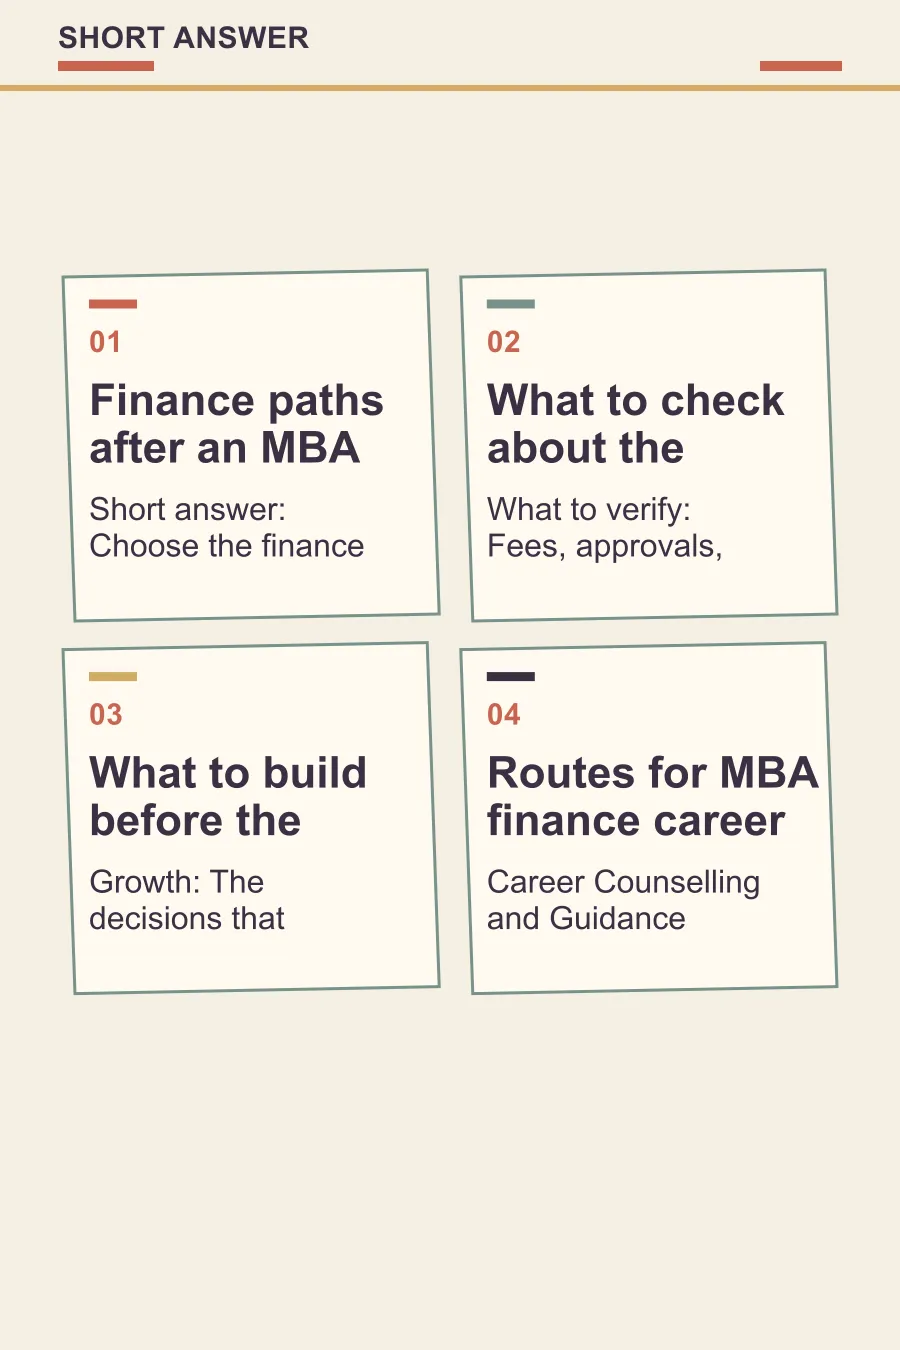 SHORT ANSWER
01
Finance paths
after an MBA
Short answer:
Choose the finance
02
What to check
about the
What to verify:
Fees, approvals,
03
What to build
before the
Growth: The
decisions that
04
Routes for MBA
finance career
Career Counselling
and Guidance